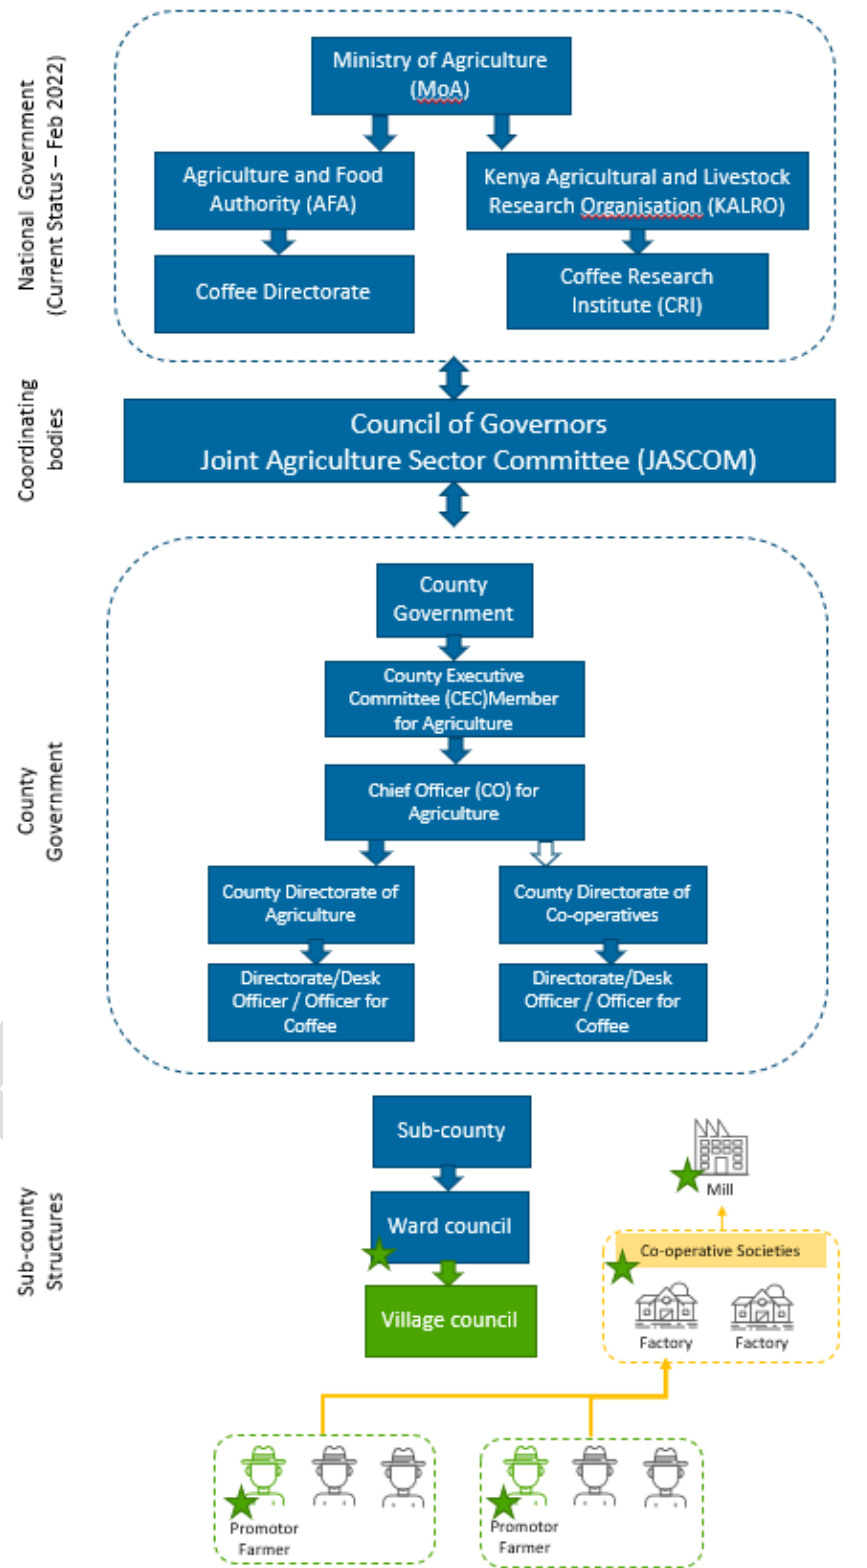 National Government
(Current Status – Feb 2022)
Ministry of Agriculture
(MoA)
Agriculture and Food
Authority (AFA)
Kenya Agricultural and Livestock
Research Organisation (KALRO)
Coffee Directorate
Coffee Research
Institute (CRI)
Coordinating
bodies
Council of Governors
Joint Agriculture Sector Committee (JASCOM)
County
Government
County
Government
County Executive
Committee (CEC)Member
for Agriculture
Chief Officer (CO) for
Agriculture
County Directorate of
Agriculture
County Directorate of
Co-operatives
Directorate/Desk
Officer / Officer for
Coffee
Directorate/Desk
Officer / Officer for
Coffee
Sub-county
Structures
Sub-county
Ward council
Village council
Mill
Co-operative Societies
Factory
Factory
Promotor
Farmer
Promotor
Farmer